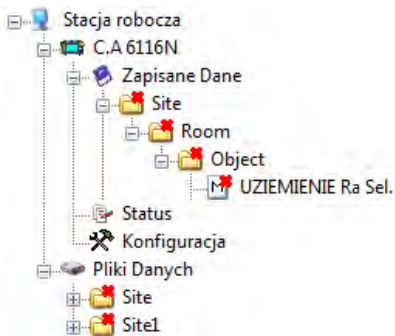 Stacja robocza
C.A 6116N
Zapisane Dane
Site
Room
Object
UZIEMIENIE Ra Sel.
Status
Konfiguracja
Pliki Danych
Site
Site1